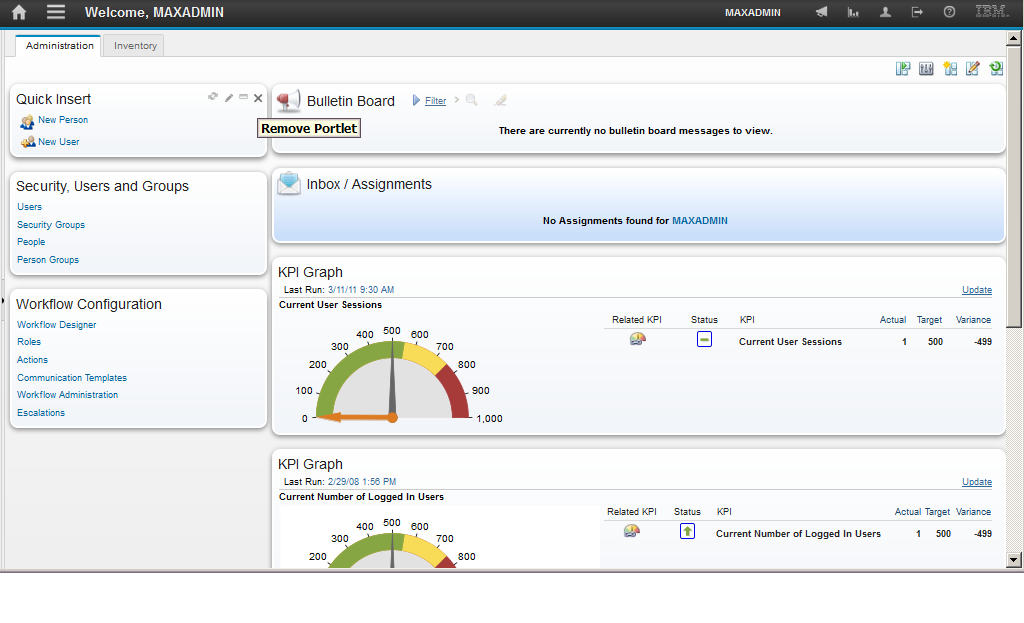 Welcome, MAXADMIN
MAXADMIN
IBM.
Administration
Inventory
Quick Insert
New Person
New User
Remove Portlet
Bulletin Board
Filter
There are currently no bulletin board messages to view.
Security, Users and Groups
Users
Security Groups
People
Person Groups
Inbox / Assignments
No Assignments found for MAXADMIN
Workflow Configuration
Workflow Designer
Roles
Actions
Communication Templates
Workflow Administration
Escalations
KPI Graph
Last Run: 3/11/11 9:30 AM
Update
Current User Sessions
0 100 200 300 400 500 600 700 800 900 1,000
Related KPI Status KPI Actual Target Variance
Current User Sessions 1 500 -499
KPI Graph
Last Run: 2/29/08 1:56 PM
Update
Current Number of Logged In Users
200 300 400 500 600 700 800
Related KPI Status KPI Actual Target Variance
Current Number of Logged In Users 1 500 -499